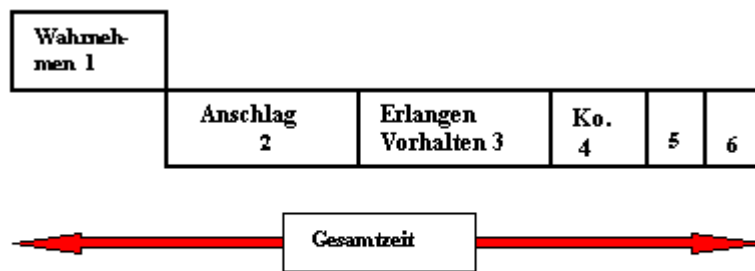 Wahrneh-
men 1
Anschlag
2
Erlangen
Vorhalten 3
Ko.
4
5
6
Gesamtzeit